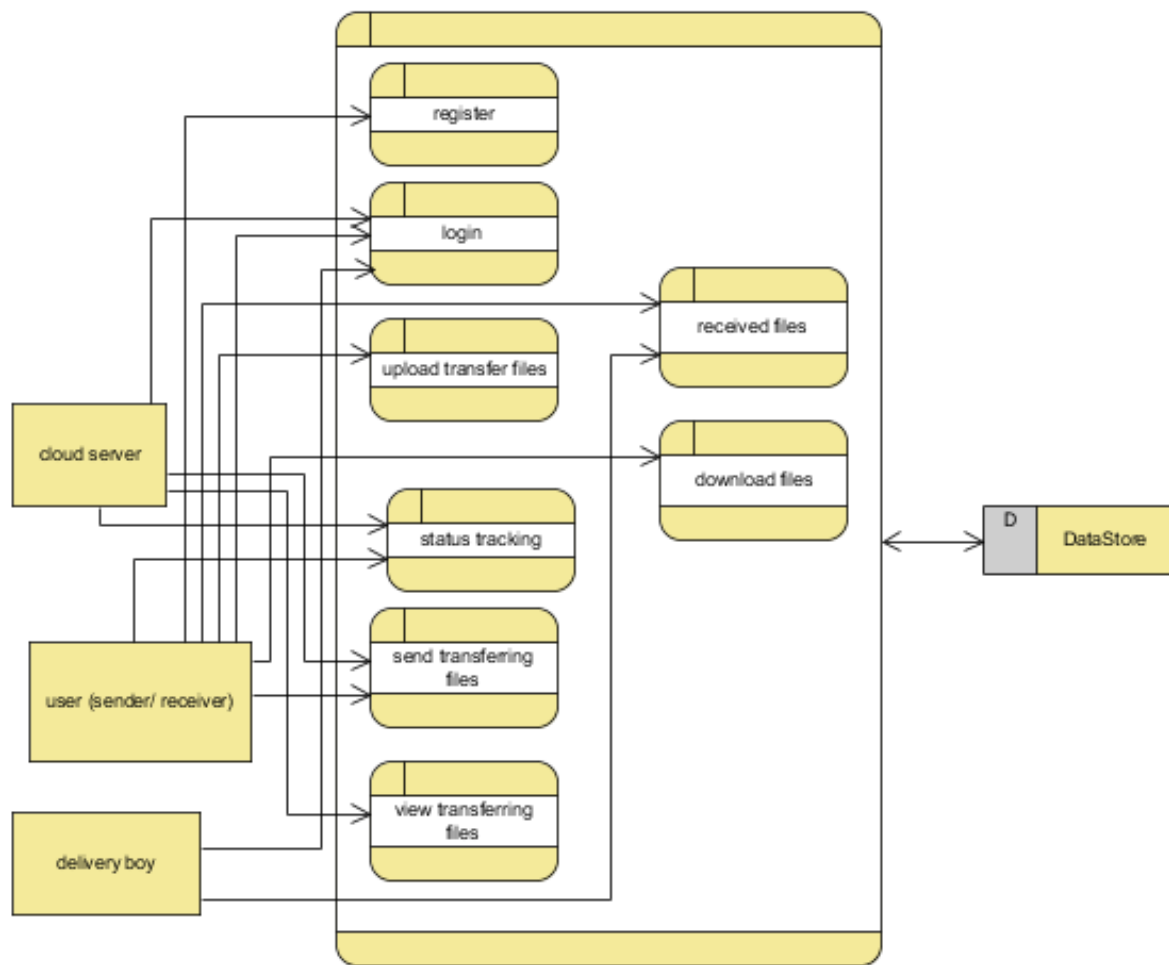 register
login
received files
upload transfer files
cloud server
download files
D
DataStore
status tracking
send transferring
files
user (sender/ receiver)
view transferring
files
delivery boy